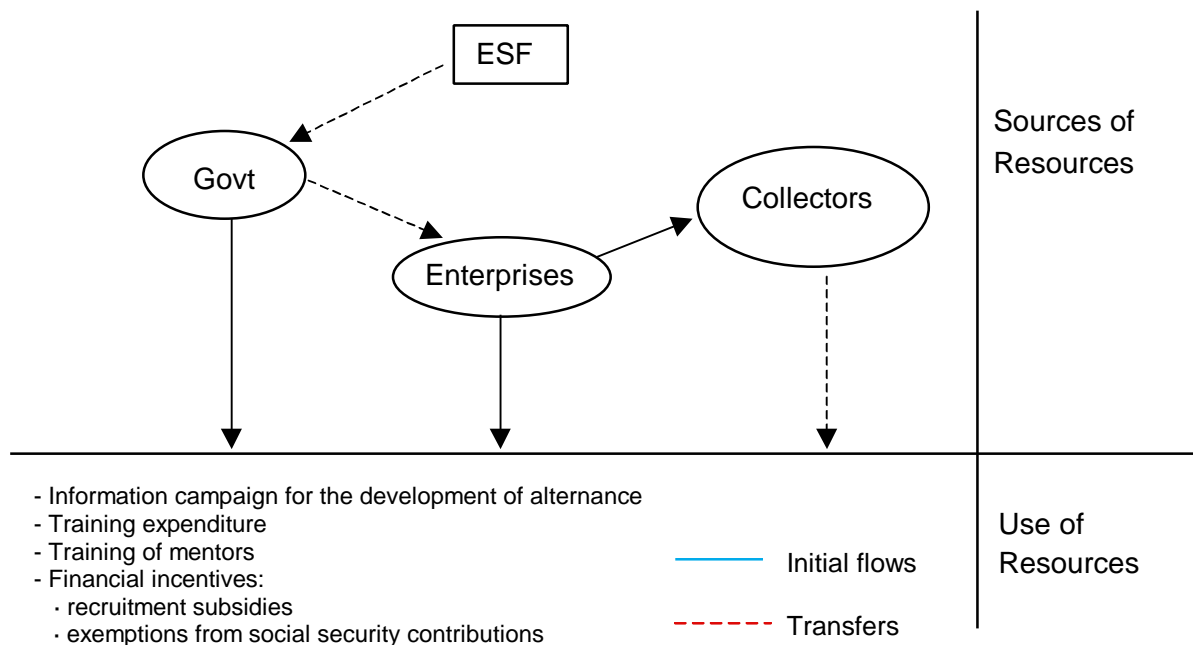 ESF
Sources of
Resources
Govt
Collectors
Enterprises
- Information campaign for the development of alternance
- Training expenditure
- Training of mentors
- Financial incentives:
· recruitment subsidies
· exemptions from social security contributions
Initial flows
Transfers
Use of
Resources